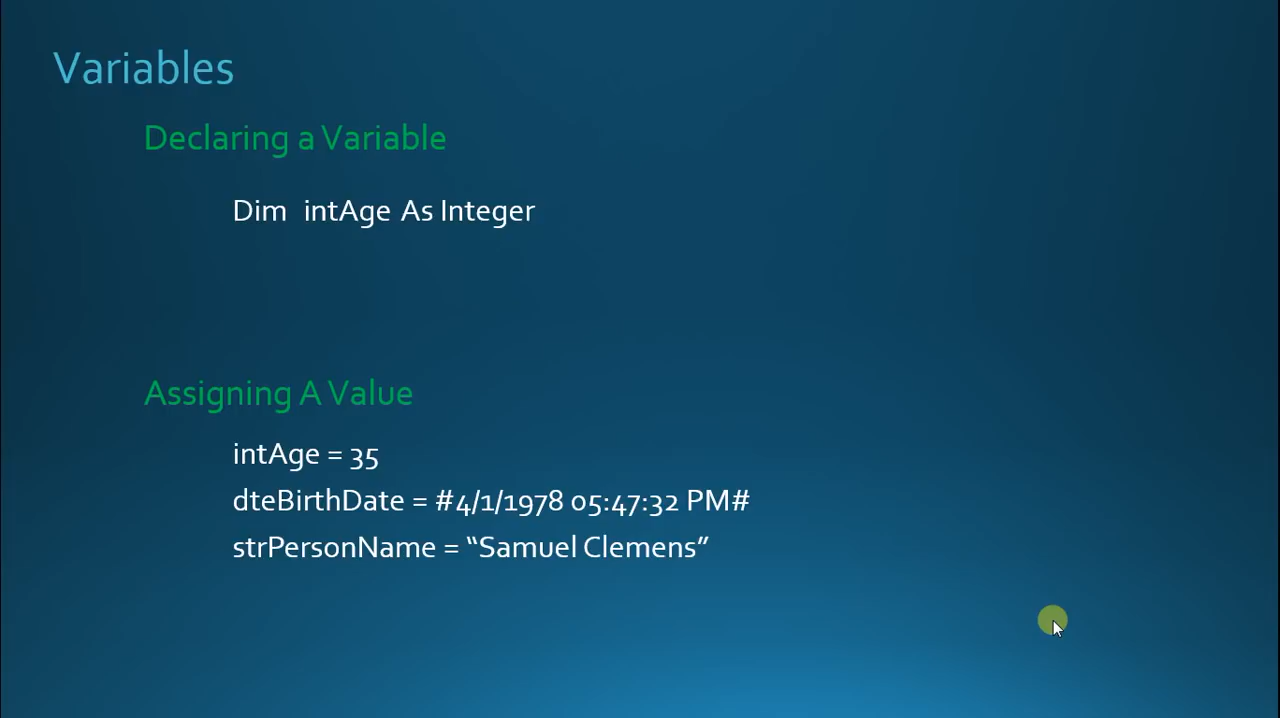 Variables
Declaring a Variable
Dim intAge As Integer
Assigning A Value
intAge = 35
dteBirthDate = #4/1/1978 05:47:32 PM#
strPersonName = “Samuel Clemens”